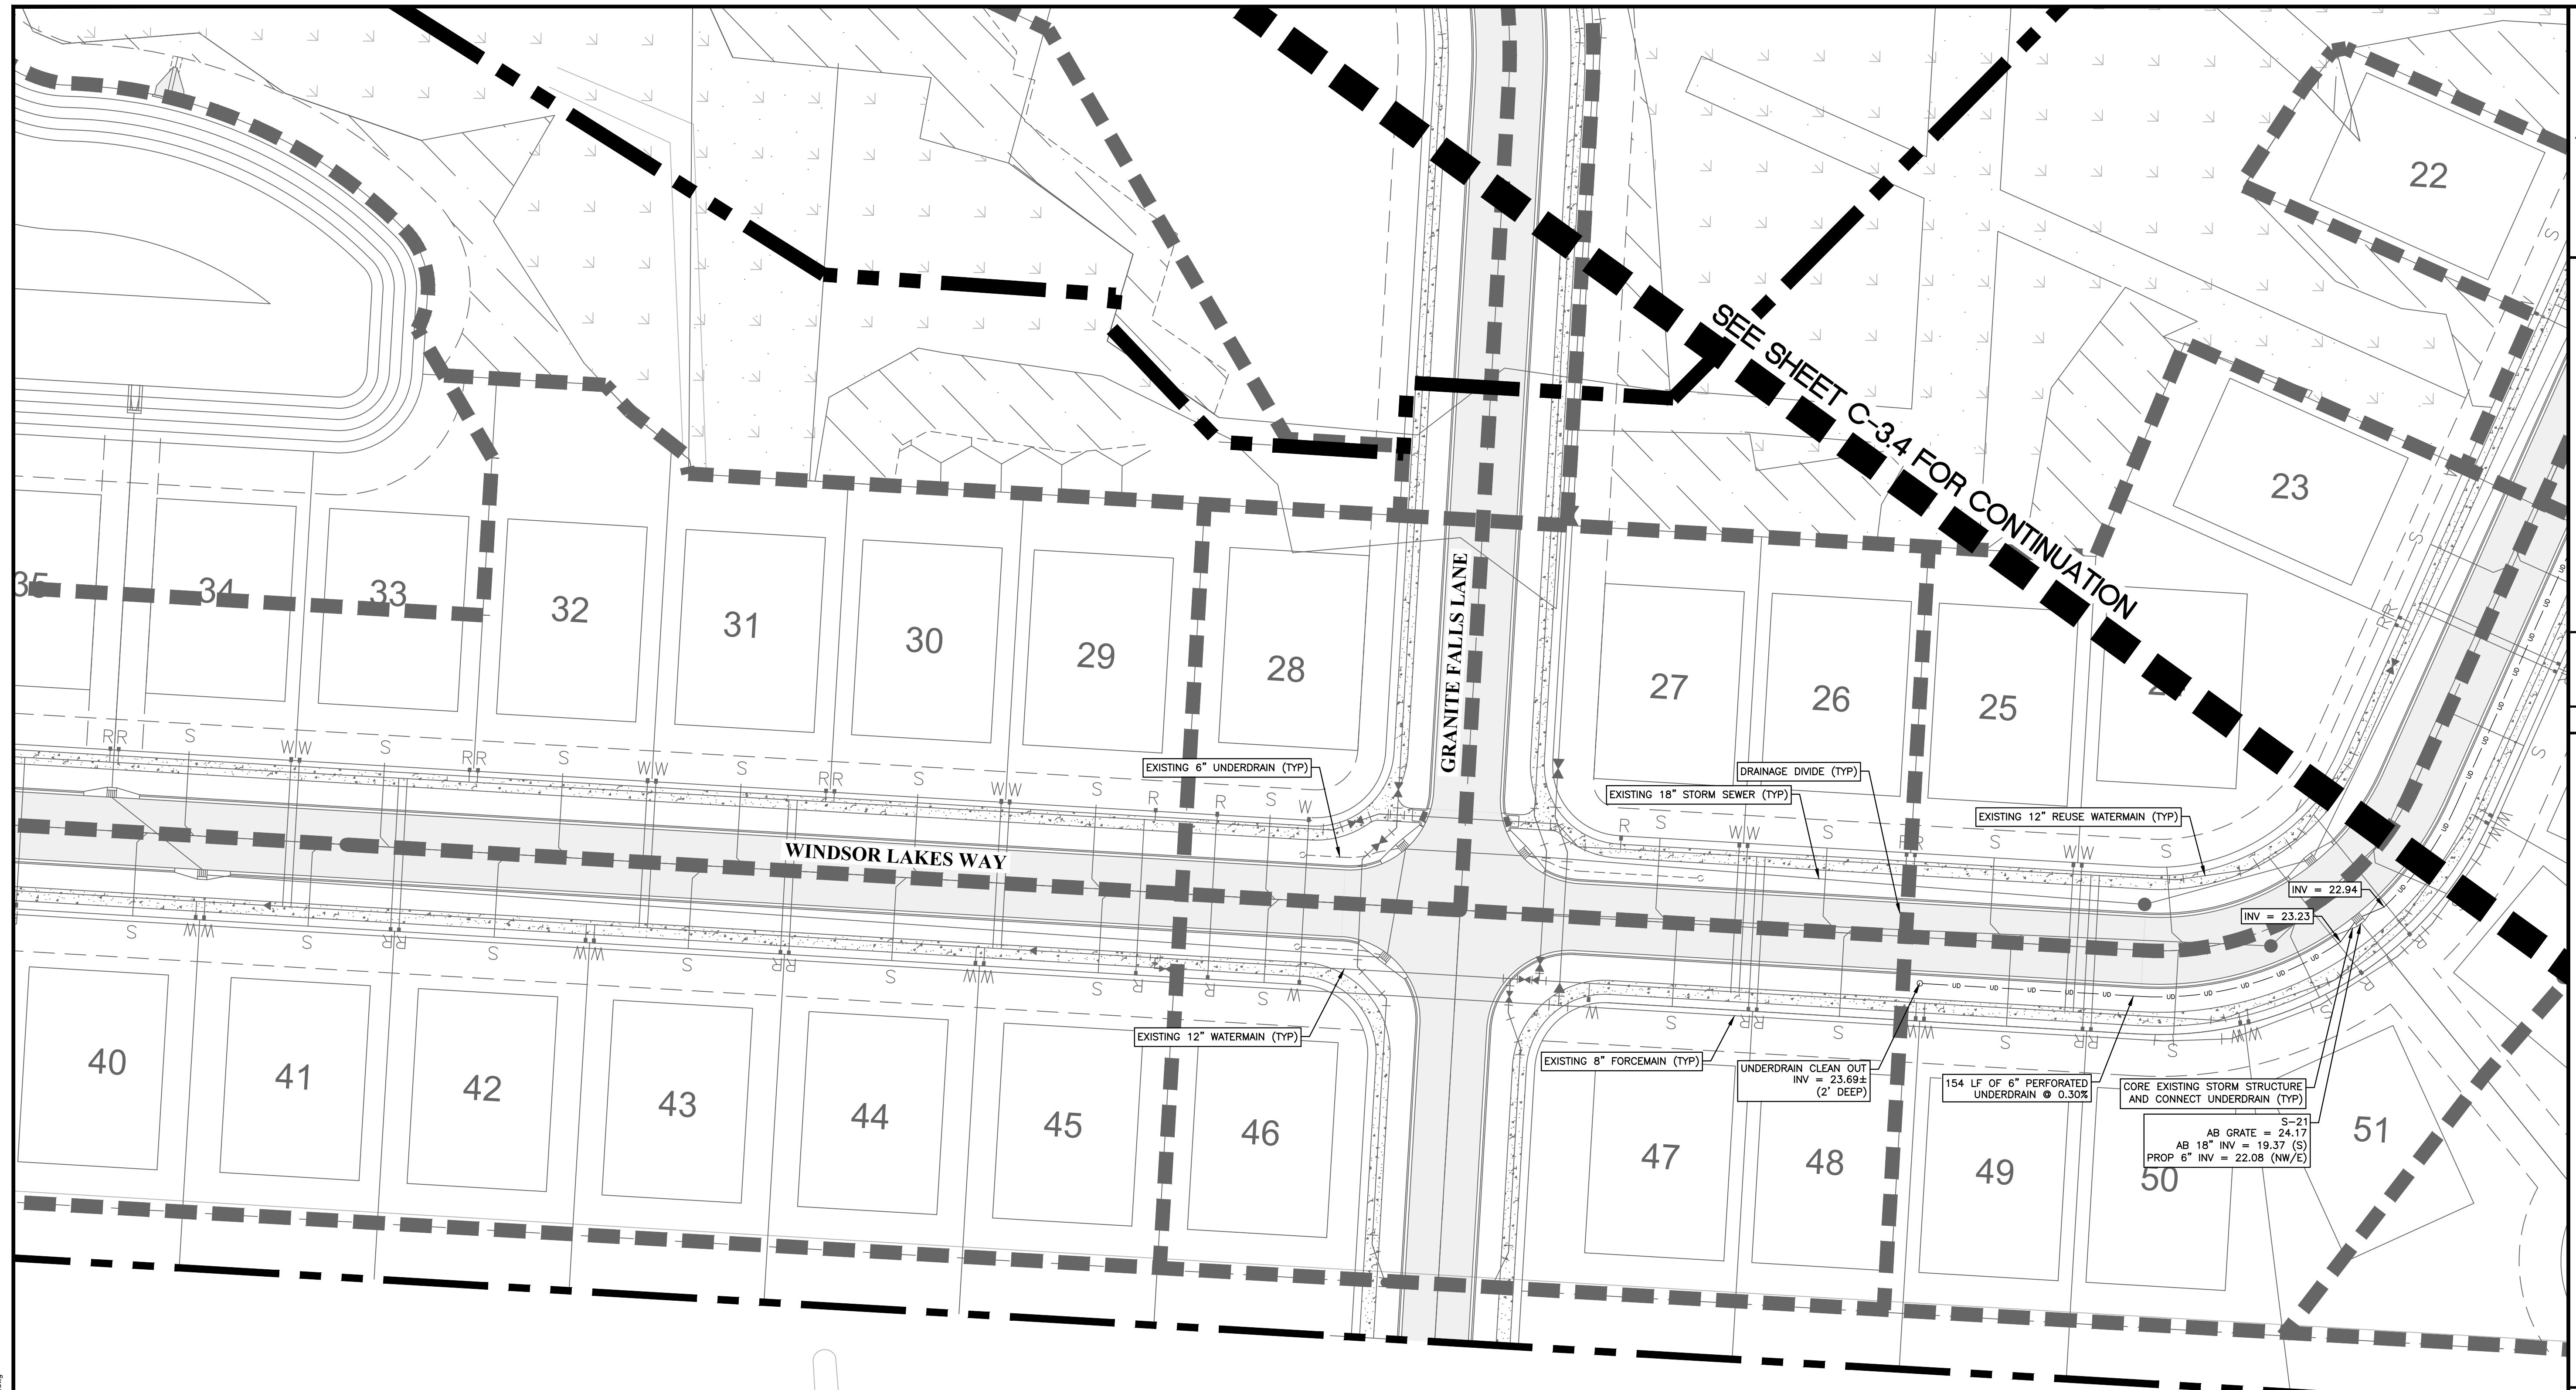 22
SEE SHEET C-3.4 FOR CONTINUATION
23
35
34
33
32
31
30
29
28
27
26
25
GRANITE FALLS LANE
WINDSOR LAKES WAY
EXISTING 6" UNDERDRAIN (TYP)
DRAINAGE DIVIDE (TYP)
EXISTING 18" STORM SEWER (TYP)
EXISTING 12" REUSE WATERMAIN (TYP)
INV = 22.94
INV = 23.23
EXISTING 12" WATERMAIN (TYP)
EXISTING 8" FORCEMAIN (TYP)
UNDERDRAIN CLEAN OUT
INV = 23.69±
(2' DEEP)
154 LF OF 6" PERFORATED
UNDERDRAIN @ 0.30%
CORE EXISTING STORM STRUCTURE
AND CONNECT UNDERDRAIN (TYP)
S-21
AB GRATE = 24.17
AB 18" INV = 19.37 (S)
PROP 6" INV = 22.08 (NW/E)
40
41
42
43
44
45
46
47
48
49
50
51